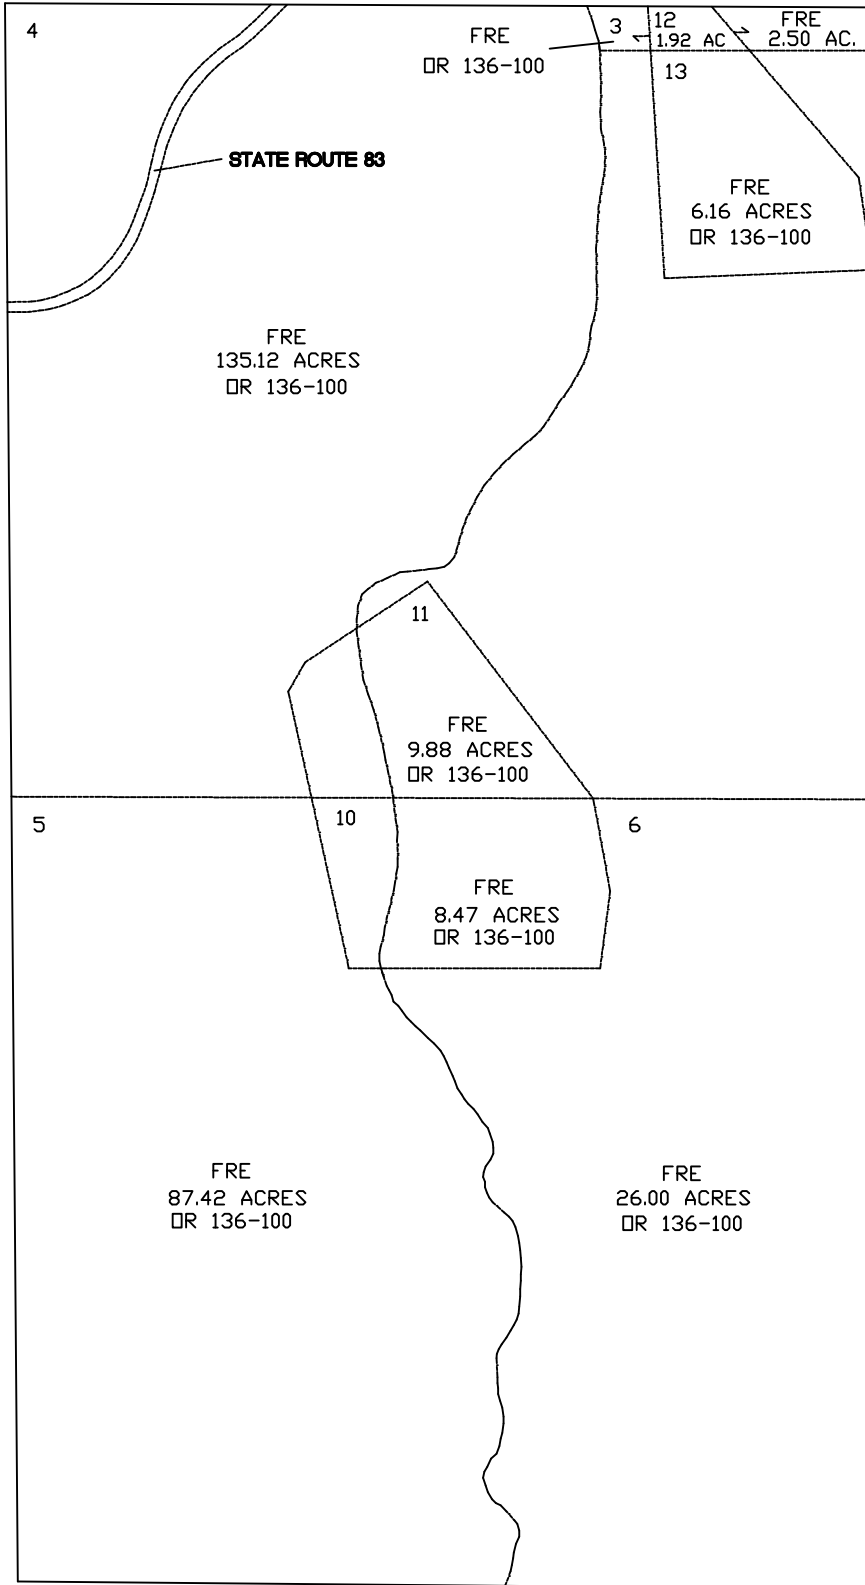 4
FRE
OR 136-100
3
12
1.92 AC
FRE
2.50 AC.
13
STATE ROUTE 83
FRE
6.16 ACRES
OR 136-100
FRE
135.12 ACRES
OR 136-100
11
FRE
9.88 ACRES
OR 136-100
5
10
6
FRE
8.47 ACRES
OR 136-100
FRE
87.42 ACRES
OR 136-100
FRE
26.00 ACRES
OR 136-100